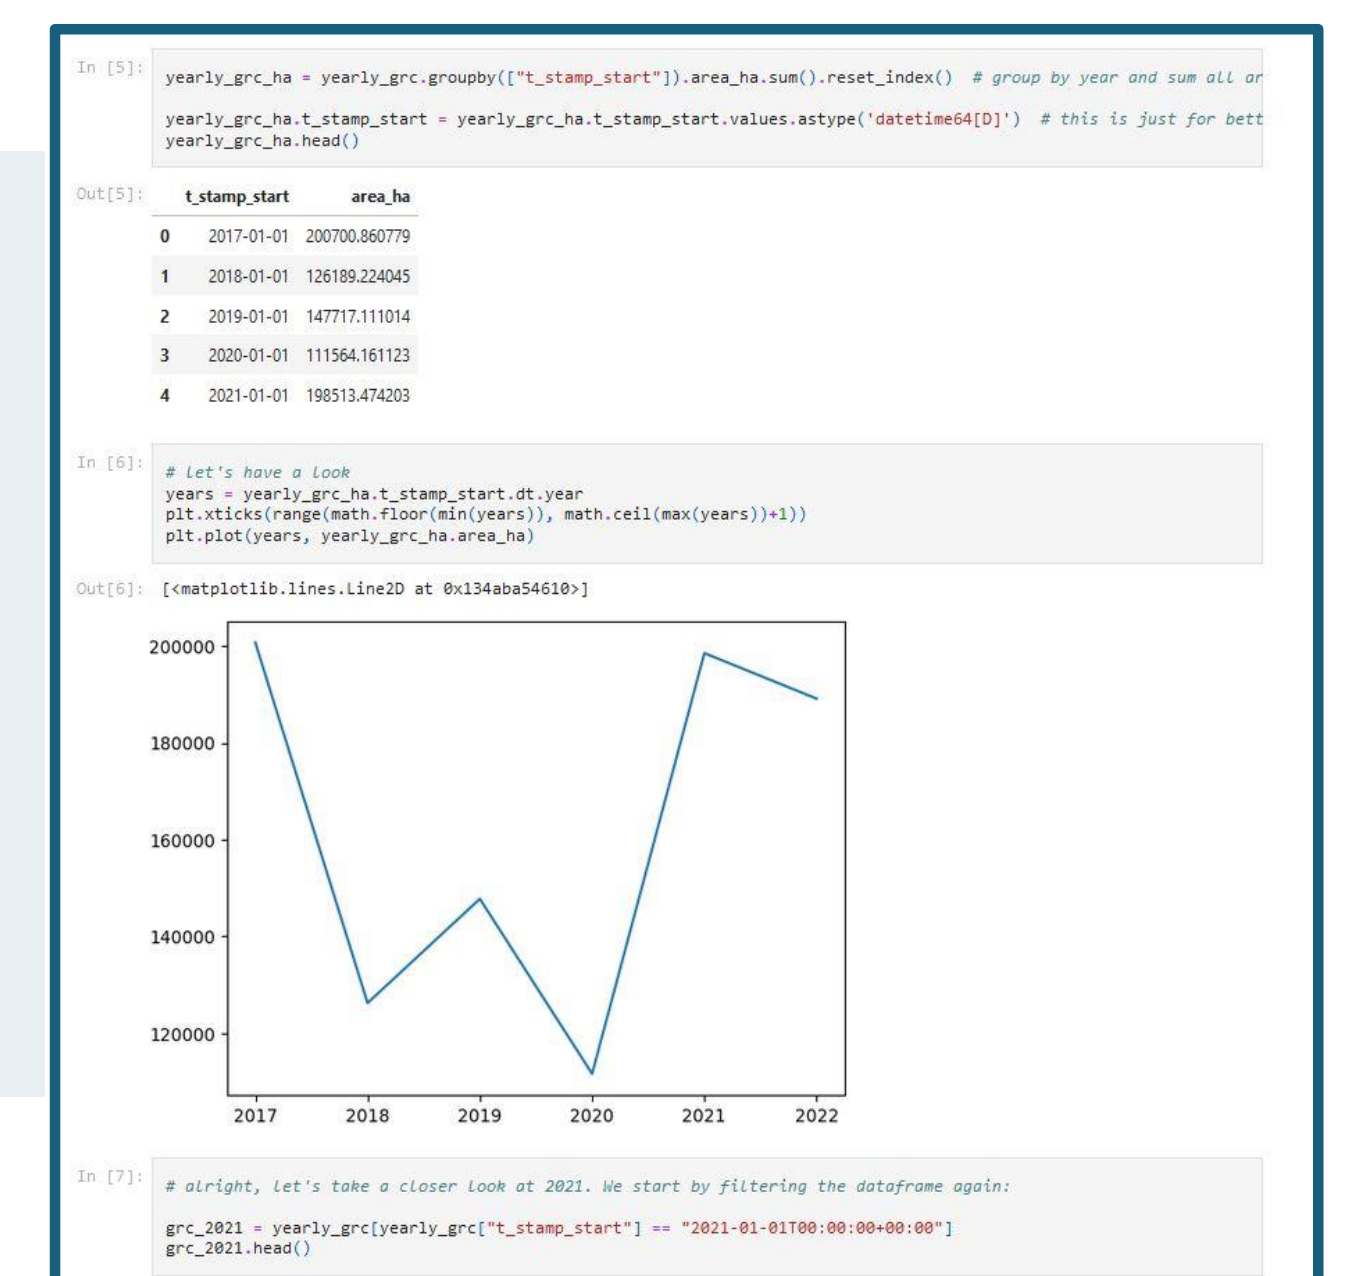 In [5]:
yearly_grc_ha = yearly_grc.groupby(["t_stamp_start"]).area_ha.sum().reset_index()  # group by year and sum all ar
yearly_grc_ha.t_stamp_start = yearly_grc_ha.t_stamp_start.values.astype('datetime64[D]')  # this is just for bett
yearly_grc_ha.head()
Out[5]:
t_stamp_start area_ha
0 2017-01-01 200700.860779
1 2018-01-01 126189.224045
2 2019-01-01 147717.111014
3 2020-01-01 111564.161123
4 2021-01-01 198513.474203
In [6]:
# let's have a look
years = yearly_grc_ha.t_stamp_start.dt.year
plt.xticks(range(math.floor(min(years)), math.ceil(max(years))+1))
plt.plot(years, yearly_grc_ha.area_ha)
Out[6]: [<matplotlib.lines.Line2D at 0x134aba54610>]
200000
180000
160000
140000
120000
2017 2018 2019 2020 2021 2022
In [7]:
# alright, let's take a closer look at 2021. We start by filtering the dataframe again:
grc_2021 = yearly_grc[yearly_grc["t_stamp_start"] == "2021-01-01T00:00:00+00:00"]
grc_2021.head()